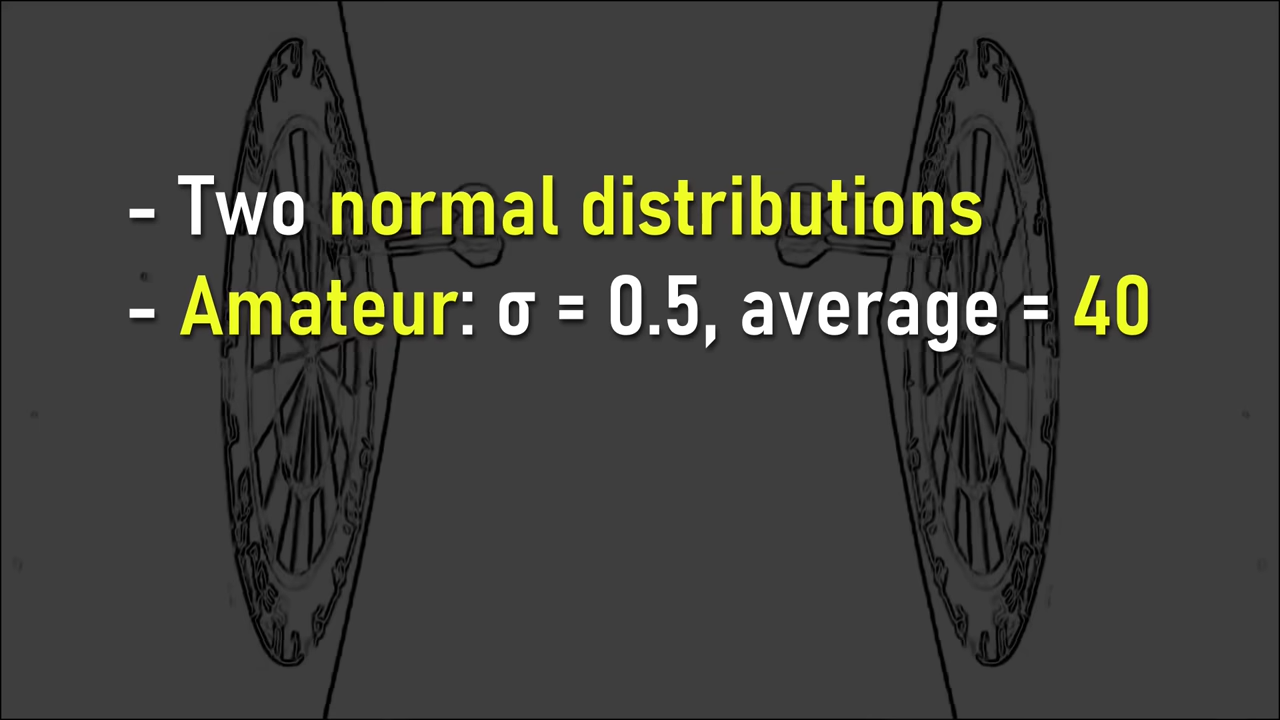 - Two normal distributions
- Amateur: σ = 0.5, average = 40